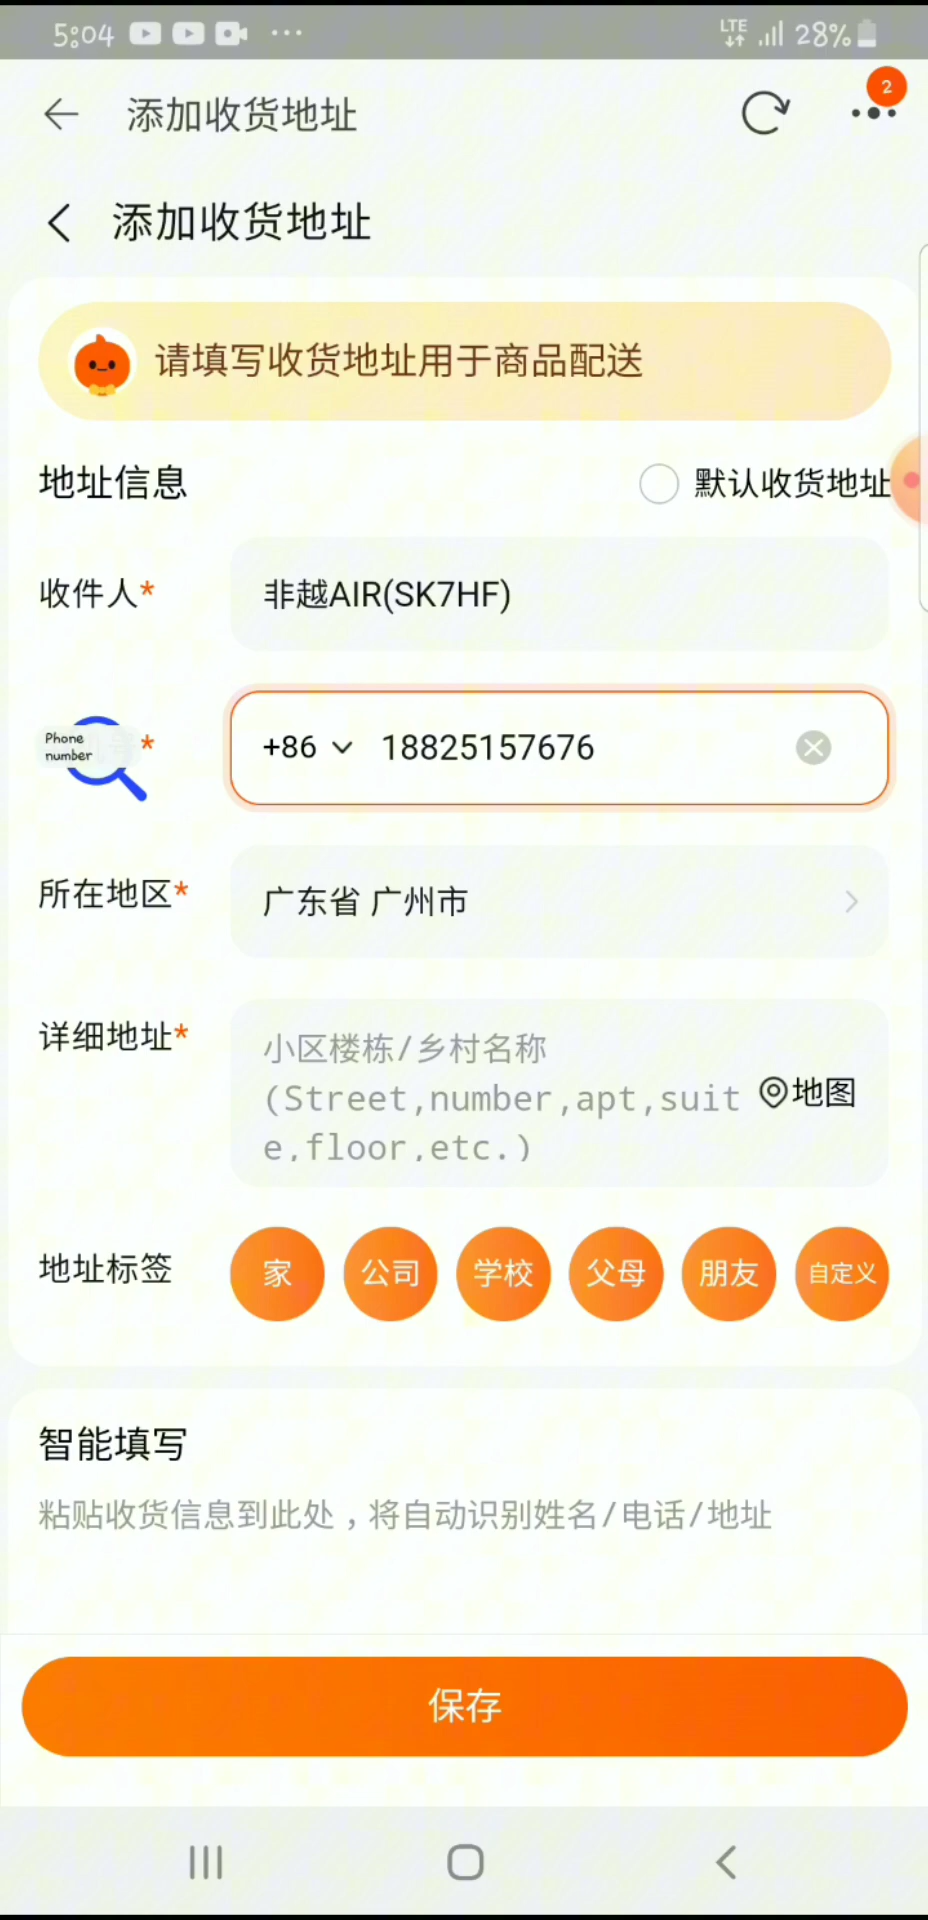 5:04
LTE
28%
添加收货地址
2
添加收货地址
请填写收货地址用于商品配送
地址信息
默认收货地址
收件人*
非越AIR(SK7HF)
Phone
number
*
+86
18825157676
所在地区*
广东省 广州市
详细地址*
小区楼栋/乡村名称
(Street,number,apt,suit
e,floor,etc.)
地图
地址标签
家
公司
学校
父母
朋友
自定义
智能填写
粘贴收货信息到此处，将自动识别姓名/电话/地址
保存